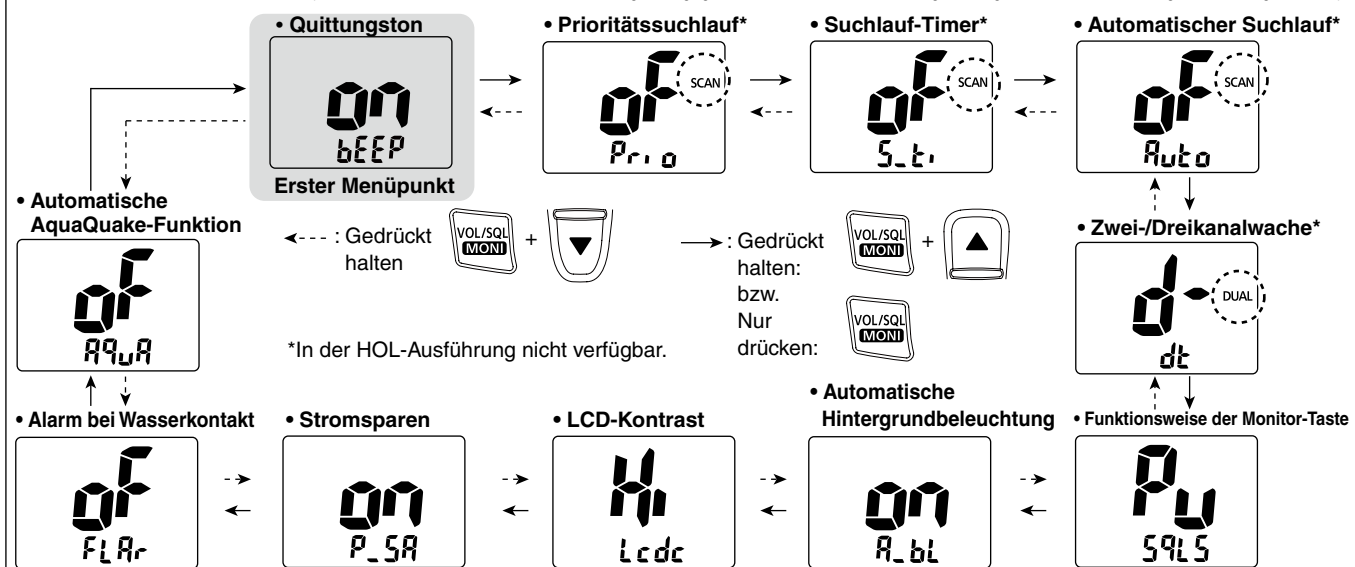 • Quittungston
on
bEEP
Erster Menüpunkt
• Prioritätssuchlauf*
oF SCAN
Prio
• Suchlauf-Timer*
oF SCAN
S_ti
• Automatischer Suchlauf*
oF SCAN
Auto
• Automatische
AquaQuake-Funktion
oF
AquA
: Gedrückt
halten
VOL/SQL
MONI
+
▼
: Gedrückt
halten:
bzw.
Nur
drücken:
VOL/SQL
MONI
+
▲
VOL/SQL
MONI
*In der HOL-Ausführung nicht verfügbar.
• Zwei-/Dreikanalwache*
d- DUAL
dt
• Alarm bei Wasserkontakt
oF
FLAr
• Stromsparen
on
P_SA
• LCD-Kontrast
Hi
Lcdc
• Automatische
Hintergrundbeleuchtung
on
A_bL
• Funktionsweise der Monitor-Taste
Pu
SqLS